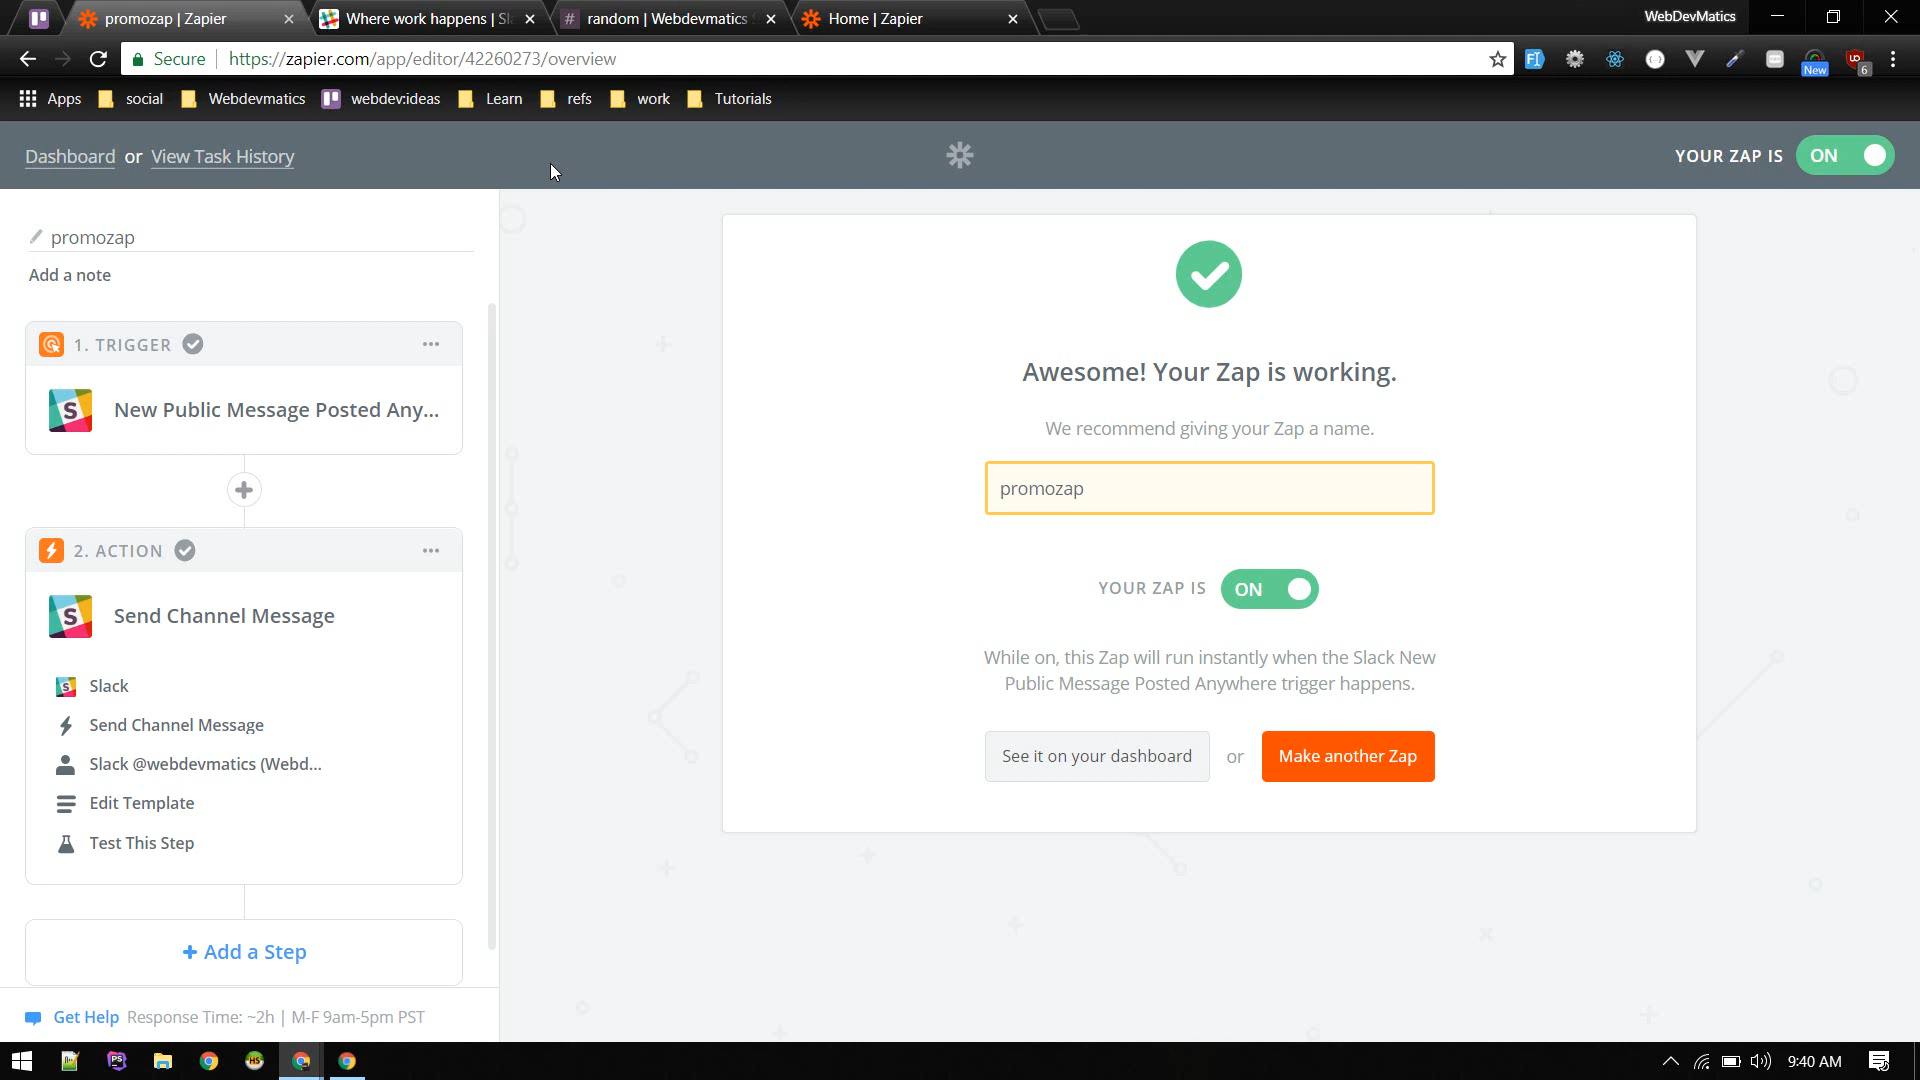 promozap | Zapier
Where work happens | Sl
# random | Webdevmatics
Home | Zapier
WebDevMatics
Secure
https://zapier.com/app/editor/42260273/overview
New
6
Apps
social
Webdevmatics
webdev:ideas
Learn
refs
work
Tutorials
Dashboard or View Task History
YOUR ZAP IS ON
promozap
Add a note
1. TRIGGER
New Public Message Posted Any...
2. ACTION
Send Channel Message
Slack
Send Channel Message
Slack @webdevmatics (Webd...
Edit Template
Test This Step
+ Add a Step
Get Help Response Time: ~2h | M-F 9am-5pm PST
Awesome! Your Zap is working.
We recommend giving your Zap a name.
promozap
YOUR ZAP IS ON
While on, this Zap will run instantly when the Slack New
Public Message Posted Anywhere trigger happens.
See it on your dashboard or Make another Zap
9:40 AM